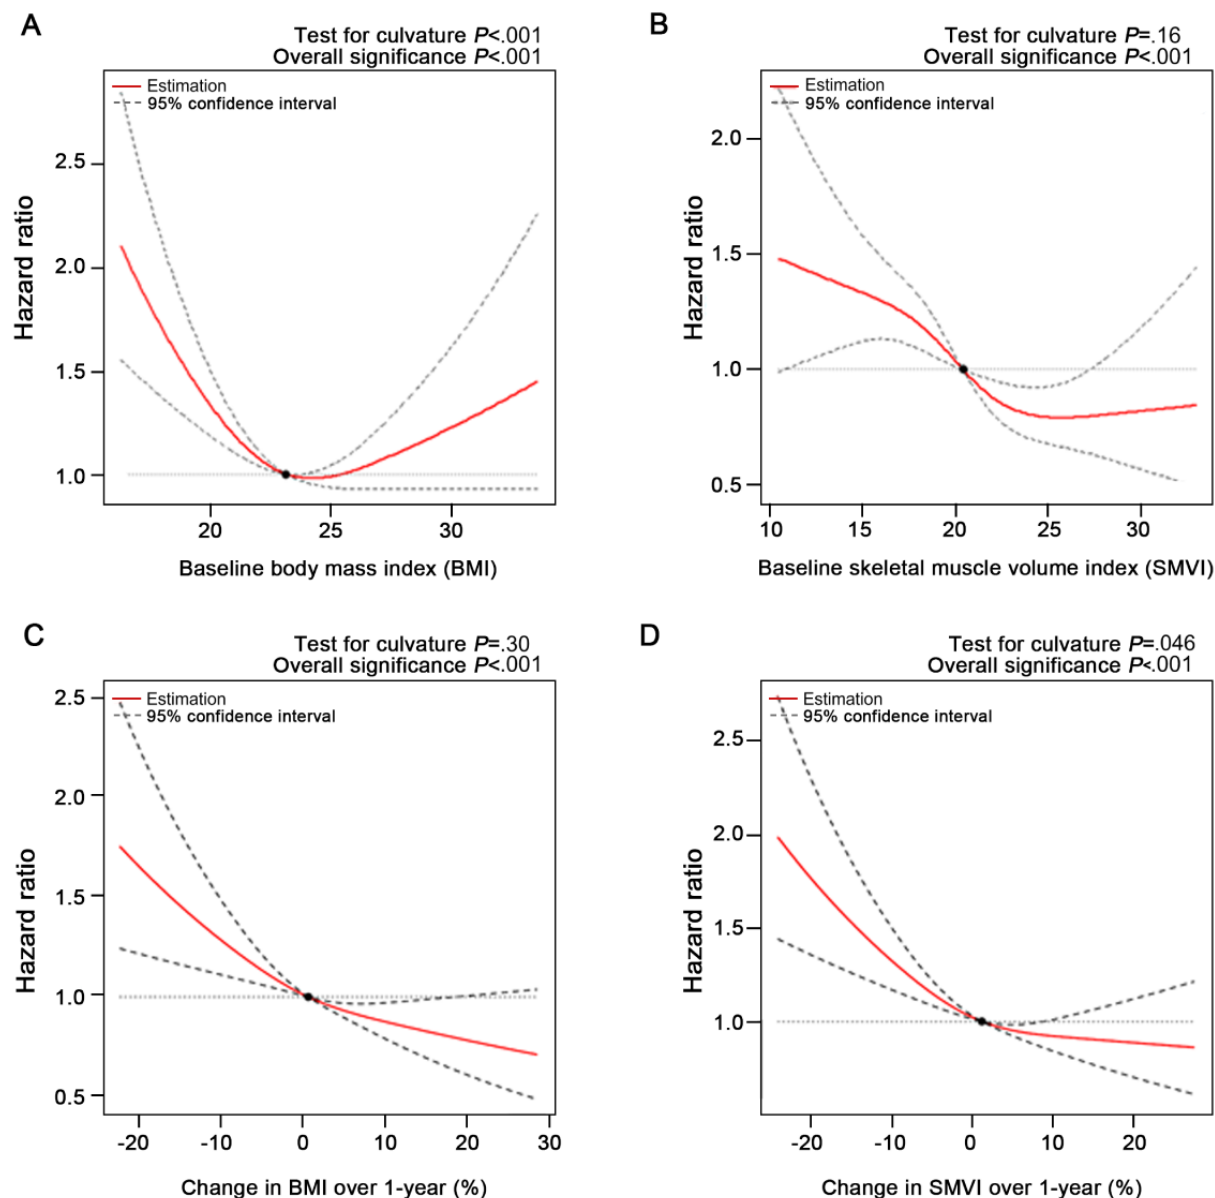 A
Test for culvature P<.001
Overall significance P<.001
Estimation
95% confidence interval
2.5
2.0
1.5
1.0
Hazard ratio
20
25
30
Baseline body mass index (BMI)
B
Test for culvature P=.16
Overall significance P<.001
Estimation
95% confidence interval
2.0
1.5
1.0
0.5
Hazard ratio
10
15
20
25
30
Baseline skeletal muscle volume index (SMVI)
C
Test for culvature P=.30
Overall significance P<.001
Estimation
95% confidence interval
2.5
2.0
1.5
1.0
0.5
Hazard ratio
-20
-10
0
10
20
30
Change in BMI over 1-year (%)
D
Test for culvature P=.046
Overall significance P<.001
Estimation
95% confidence interval
2.5
2.0
1.5
1.0
Hazard ratio
-20
-10
0
10
20
Change in SMVI over 1-year (%)